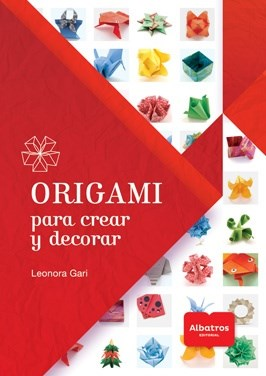 ORIGAMI
para crear
y decorar
Leonora Gari
Albatros
EDITORIAL